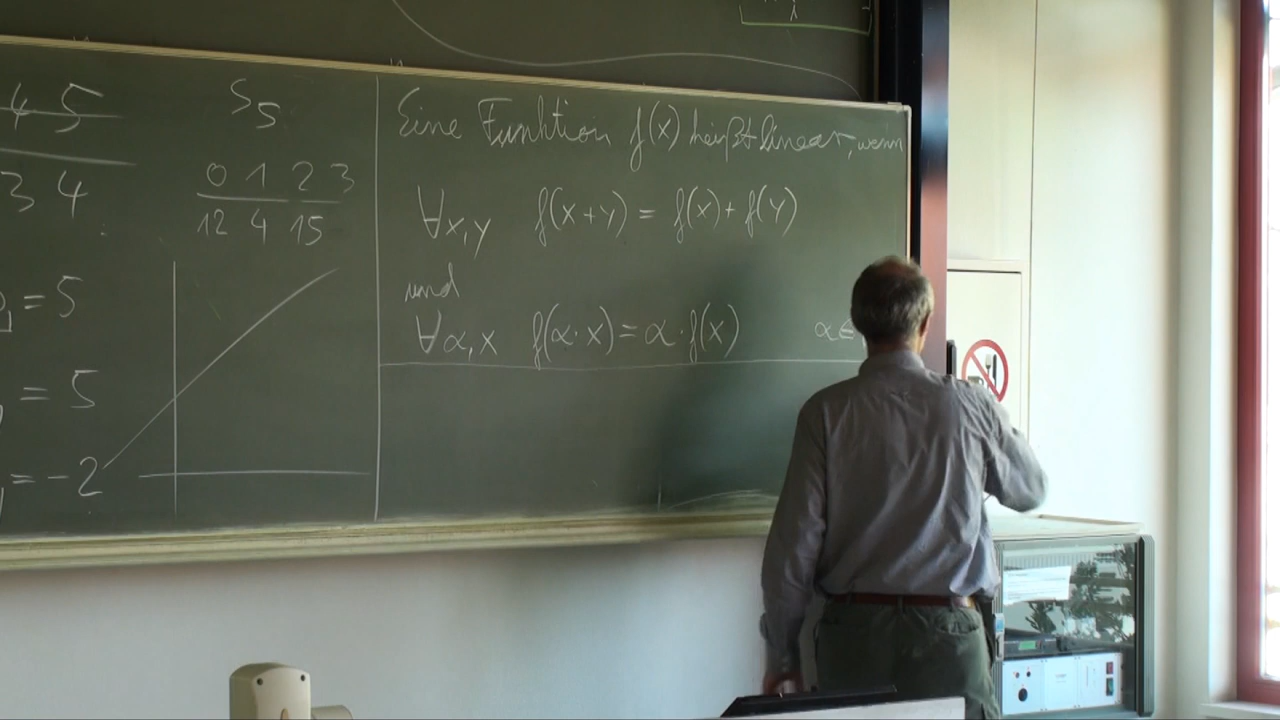 4 5
3 4
= 5
= 5
= -2
S5
0 1 2 3
12 4 15
Eine Funktion f(x) heißt linear, wenn
∀x,y f(x+y) = f(x) + f(y)
und
∀α,x f(α·x) = α·f(x) α ∈